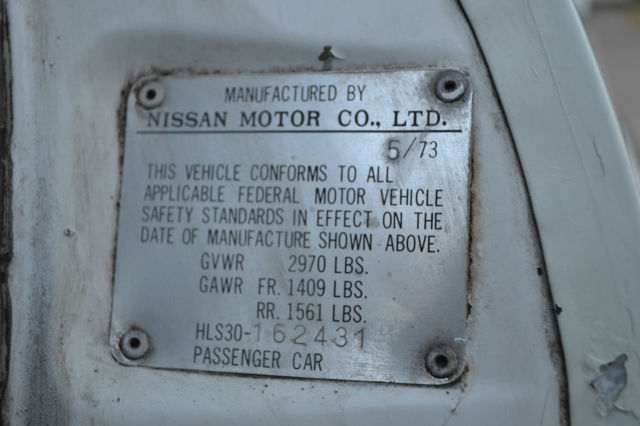 MANUFACTURED BY
NISSAN MOTOR CO., LTD.
5/73
THIS VEHICLE CONFORMS TO ALL
APPLICABLE FEDERAL MOTOR VEHICLE
SAFETY STANDARDS IN EFFECT ON THE
DATE OF MANUFACTURE SHOWN ABOVE.
GVWR 2970 LBS.
GAWR FR. 1409 LBS.
RR. 1561 LBS.
HLS30-162431
PASSENGER CAR